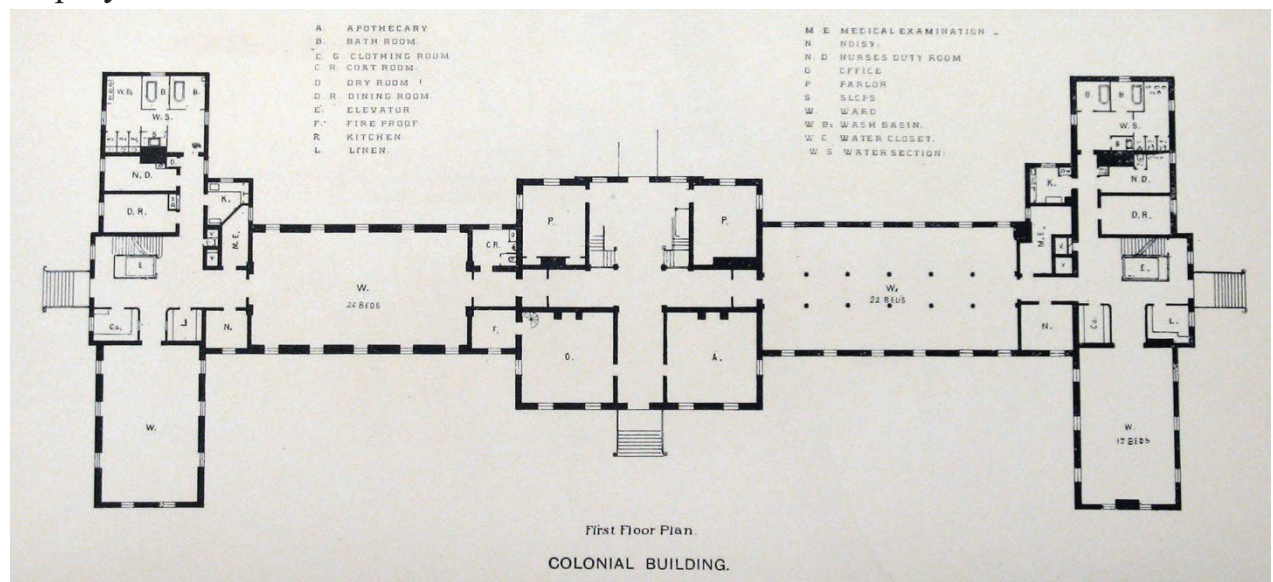 A. APOTHECARY
B. BATH ROOM.
C. G. CLOTHING ROOM
C. R. COAT ROOM.
D. DRY ROOM
D. R. DINING ROOM
E. ELEVATOR
F. FIRE PROOF
K. KITCHEN
L. LINEN.
M E MEDICAL EXAMINATION
N NOISY.
N. D NURSES DUTY ROOM
O OFFICE
P PARLOR
S SLOPS
W. WARD
W B. WASH BASIN.
W C WATER CLOSET.
W. S WATER SECTION.
W.B. B. B.
W.S.
S.
D.
N.D.
D.R.
K.
M.E.
N.
W.
W.
26 BEDS
C.R.
F.
P.
P.
O.
A.
W.
22 BEDS
B. B.
W.S.
S
N.D.
D.R.
K.
M.E.
E.
N.
L.
W.
12 BEDS
First Floor Plan.
COLONIAL BUILDING.